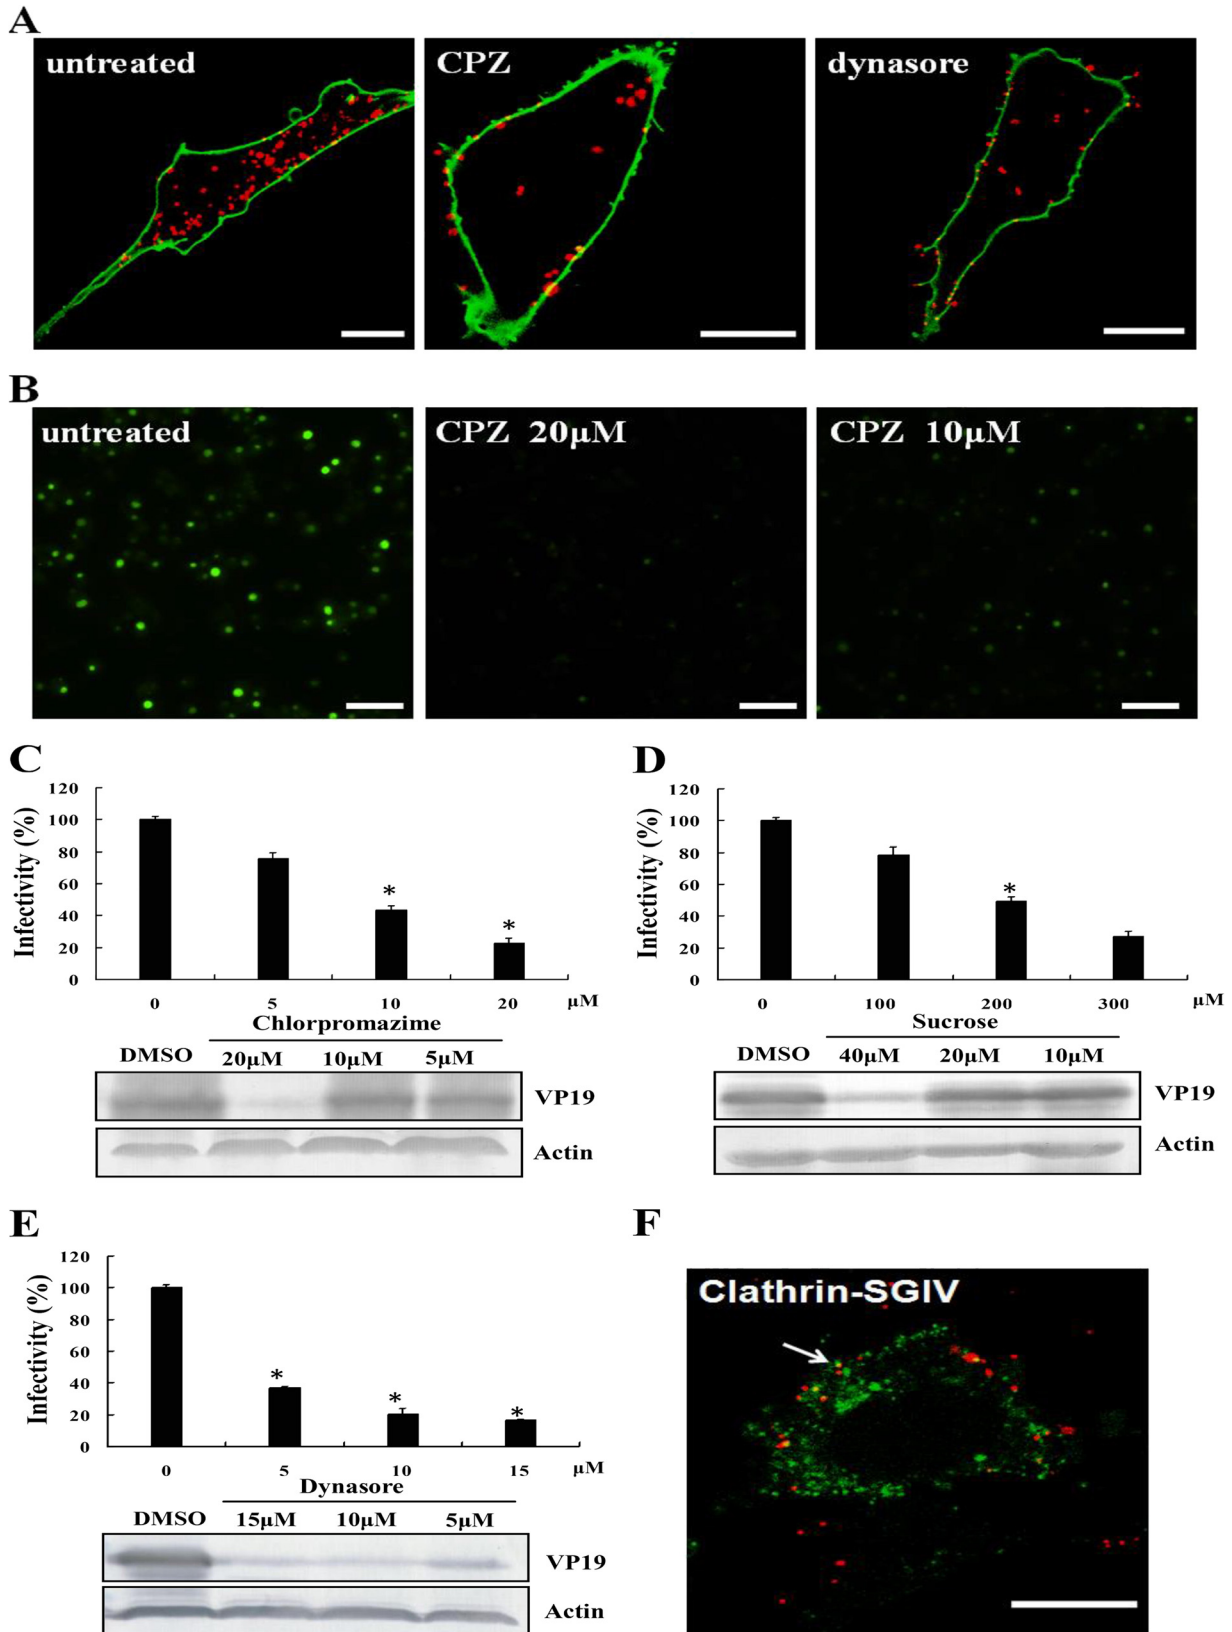 A
untreated
CPZ
dynasore
B
untreated
CPZ 20μM
CPZ 10μM
C
Infectivity (%)
120
100
80
60
40
20
0
*
*
0 5 10 20 μM
Chlorpromazime
DMSO 20μM 10μM 5μM
VP19
Actin
D
Infectivity (%)
120
100
80
60
40
20
0
*
0 100 200 300 μM
Sucrose
DMSO 40μM 20μM 10μM
VP19
Actin
E
Infectivity (%)
120
100
80
60
40
20
0
*
*
*
0 5 10 15 μM
Dynasore
DMSO 15μM 10μM 5μM
VP19
Actin
F
Clathrin-SGIV